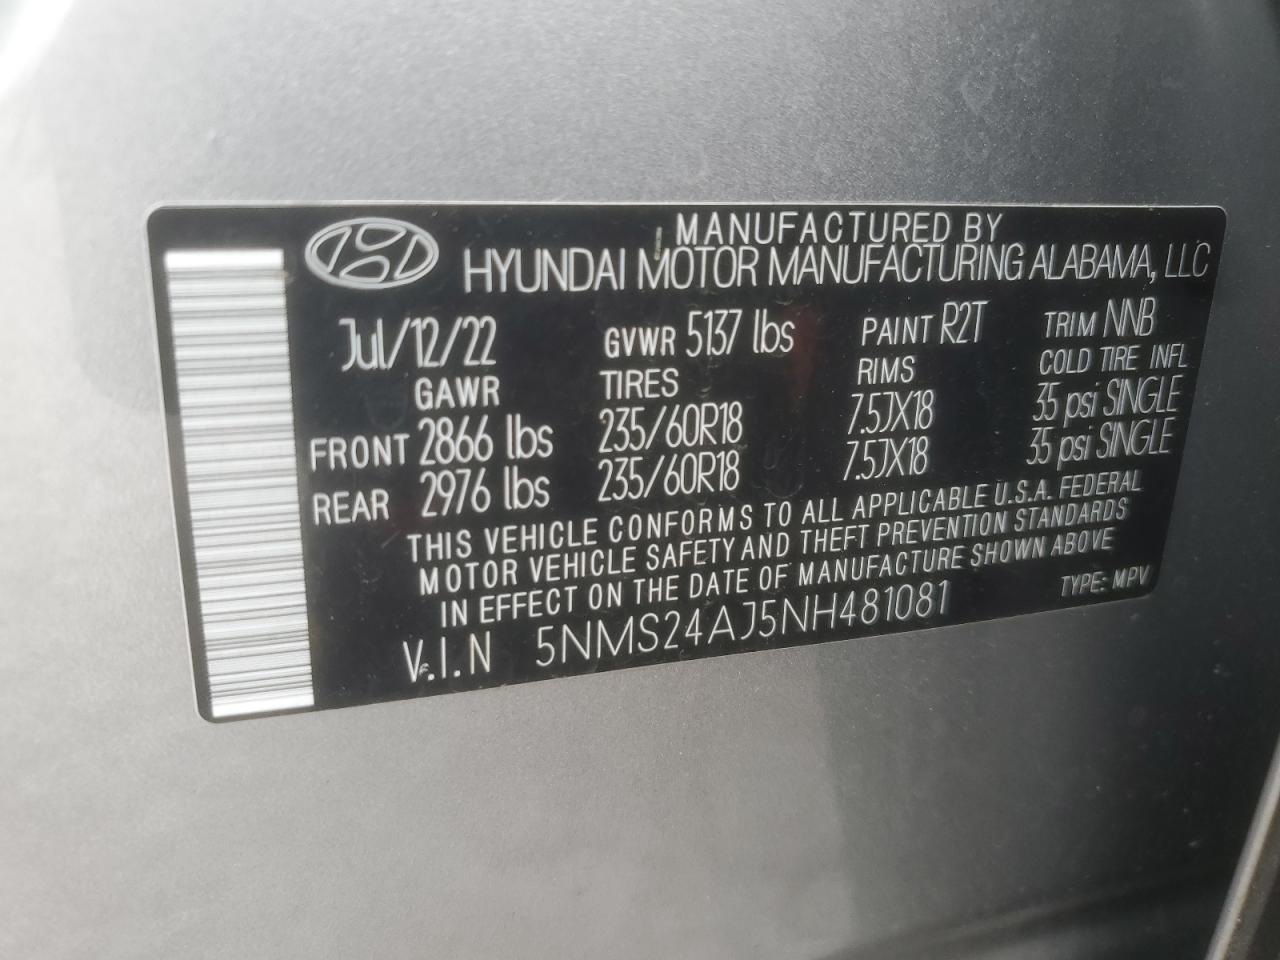 MANUFACTURED BY
HYUNDAI MOTOR MANUFACTURING ALABAMA, LLC
Jul/12/22 GVWR 5137 lbs PAINT R2T TRIM NNB
GAWR TIRES RIMS COLD TIRE INFL
FRONT 2866 lbs 235/60R18 7.5JX18 35 psi SINGLE
REAR 2976 lbs 235/60R18 7.5JX18 35 psi SINGLE
THIS VEHICLE CONFORMS TO ALL APPLICABLE U.S.A. FEDERAL
MOTOR VEHICLE SAFETY AND THEFT PREVENTION STANDARDS
IN EFFECT ON THE DATE OF MANUFACTURE SHOWN ABOVE
V.I.N 5NMS24AJ5NH481081 TYPE: MPV